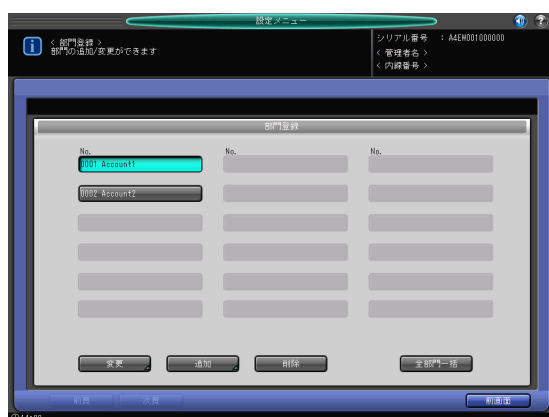 設定メニュー
< 部門登録 >
部門の追加/変更ができます
シリアル番号 : A4EM001000000
< 管理者名 >
< 内線番号 >
部門登録
No. No. No.
0001 Account1
0002 Account2
変更 追加 削除 全部門一括
前頁 次頁 前画面